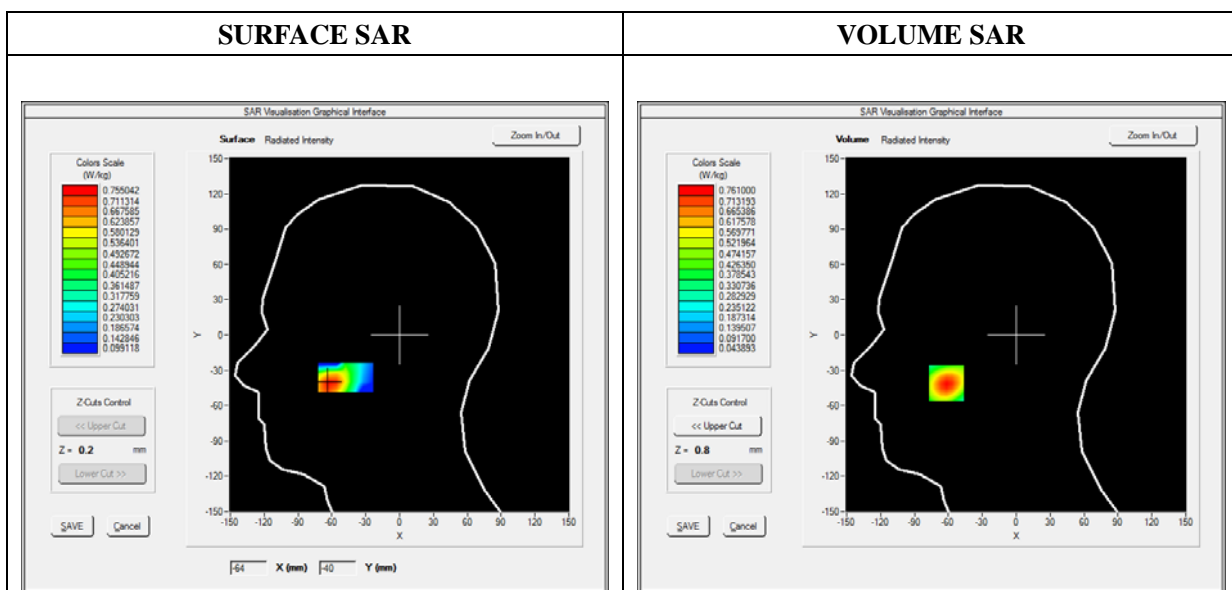 SURFACE SAR
SAR Visualisation Graphical Interface
Surface Radiated Intensity
Zoom In/Out
Colors Scale
(W/kg)
0.755042
0.711314
0.667585
0.623857
0.580129
0.536401
0.492672
0.448944
0.405216
0.361487
0.317759
0.274031
0.230303
0.186574
0.142846
0.099118
Z-Cuts Control
<< Upper Cut
Z = 0.2 mm
Lower Cut >>
SAVE Cancel
150
120
90
60
30
0
-30
-60
-90
-120
-150
Y
-150 -120 -90 -60 -30 0 30 60 90 120 150
X
-64 X (mm) -40 Y (mm)
VOLUME SAR
SAR Visualisation Graphical Interface
Volume Radiated Intensity
Zoom In/Out
Colors Scale
(W/kg)
0.761000
0.713193
0.665386
0.617578
0.569771
0.521964
0.474157
0.426350
0.378543
0.330736
0.282929
0.235122
0.187314
0.139507
0.091700
0.043893
Z-Cuts Control
<< Upper Cut
Z = 0.8 mm
Lower Cut >>
SAVE Cancel
150
120
90
60
30
0
-30
-60
-90
-120
-150
Y
-150 -120 -90 -60 -30 0 30 60 90 120 150
X